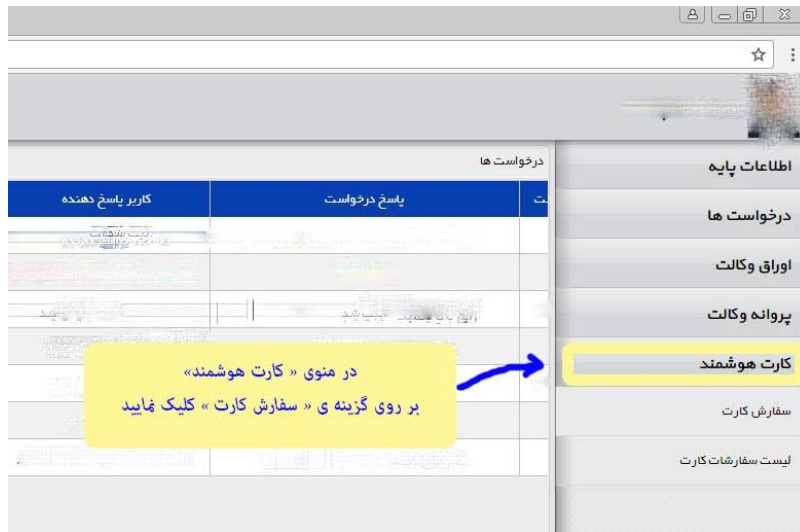 اطلاعات پایه
درخواست ها
اوراق وکالت
پروانه وکالت
کارت هوشمند
سفارش کارت
لیست سفارشات کارت
درخواست ها
پاسخ درخواست
کاربر پاسخ دهنده
در منوی « کارت هوشمند»
بر روی گزینه ی « سفارش کارت » کلیک نمایید